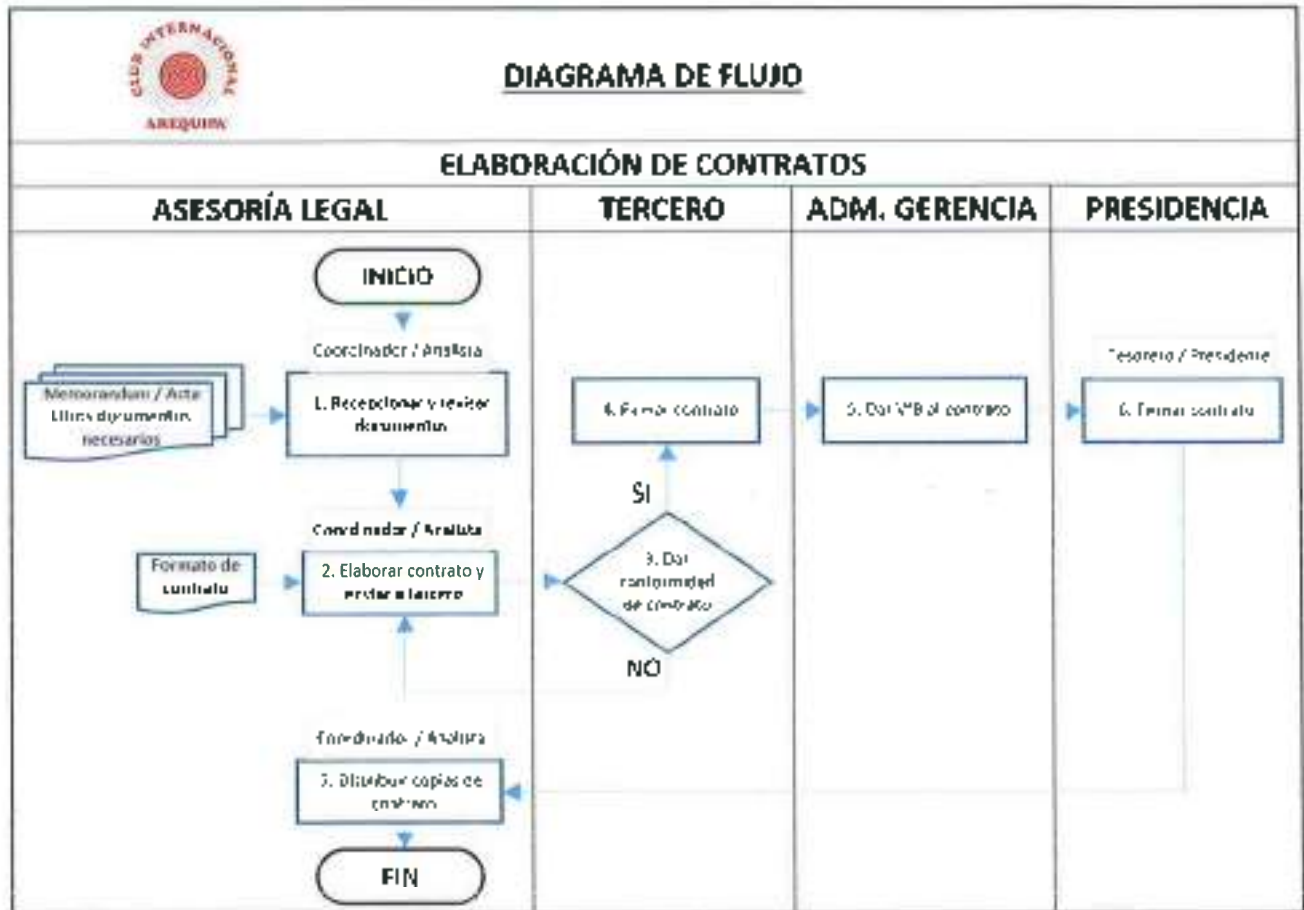 CLUB INTERNACIONAL
AREQUIPA
DIAGRAMA DE FLUJO
ELABORACIÓN DE CONTRATOS
ASESORÍA LEGAL
TERCERO
ADM. GERENCIA
PRESIDENCIA
INICIO
Coordinador / Analista
Memorandum / Acta
Otros documentos
necesarios
1. Recepcionar y revisar
documentos
4. Firmar contrato
5. Dar V°B al contrato
Tesorero / Presidente
6. Firmar contrato
SI
Coordinador / Analista
Formato de
contrato
2. Elaborar contrato y
enviar a tercero
3. Dar
conformidad
de contrato
NO
Coordinador / Analista
7. Distribuir copias de
contrato
FIN